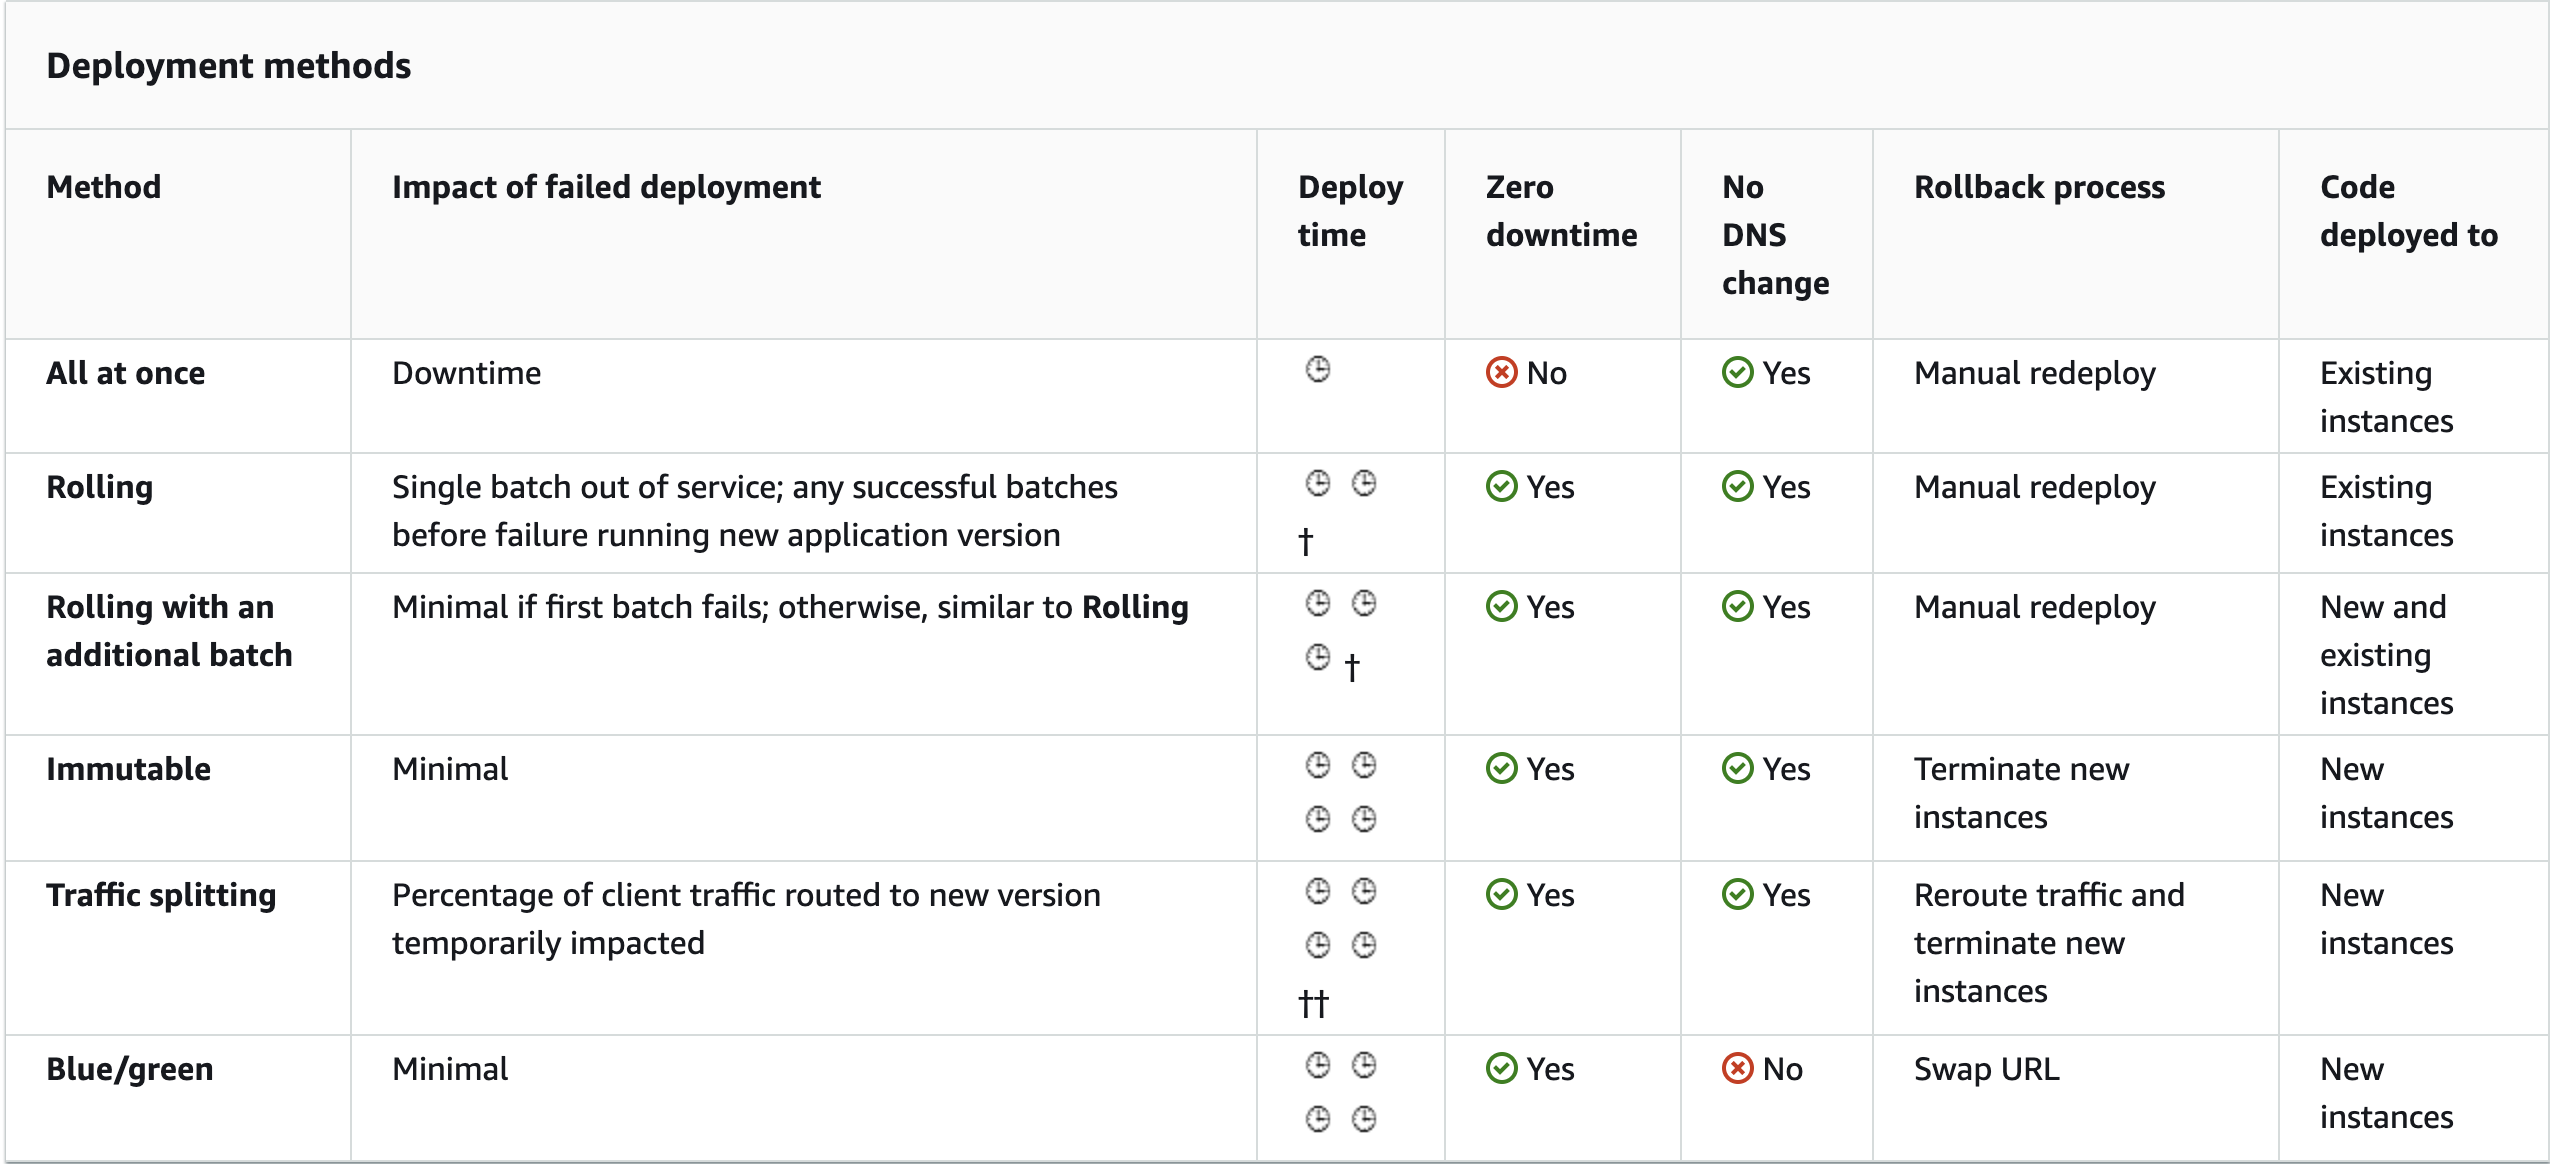 Deployment methods
Method
Impact of failed deployment
Deploy
time
Zero
downtime
No
DNS
change
Rollback process
Code
deployed to
All at once
Downtime
No
Yes
Manual redeploy
Existing
instances
Rolling
Single batch out of service; any successful batches
before failure running new application version
†
Yes
Yes
Manual redeploy
Existing
instances
Rolling with an
additional batch
Minimal if first batch fails; otherwise, similar to Rolling
†
Yes
Yes
Manual redeploy
New and
existing
instances
Immutable
Minimal
Yes
Yes
Terminate new
instances
New
instances
Traffic splitting
Percentage of client traffic routed to new version
temporarily impacted
††
Yes
Yes
Reroute traffic and
terminate new
instances
New
instances
Blue/green
Minimal
Yes
No
Swap URL
New
instances